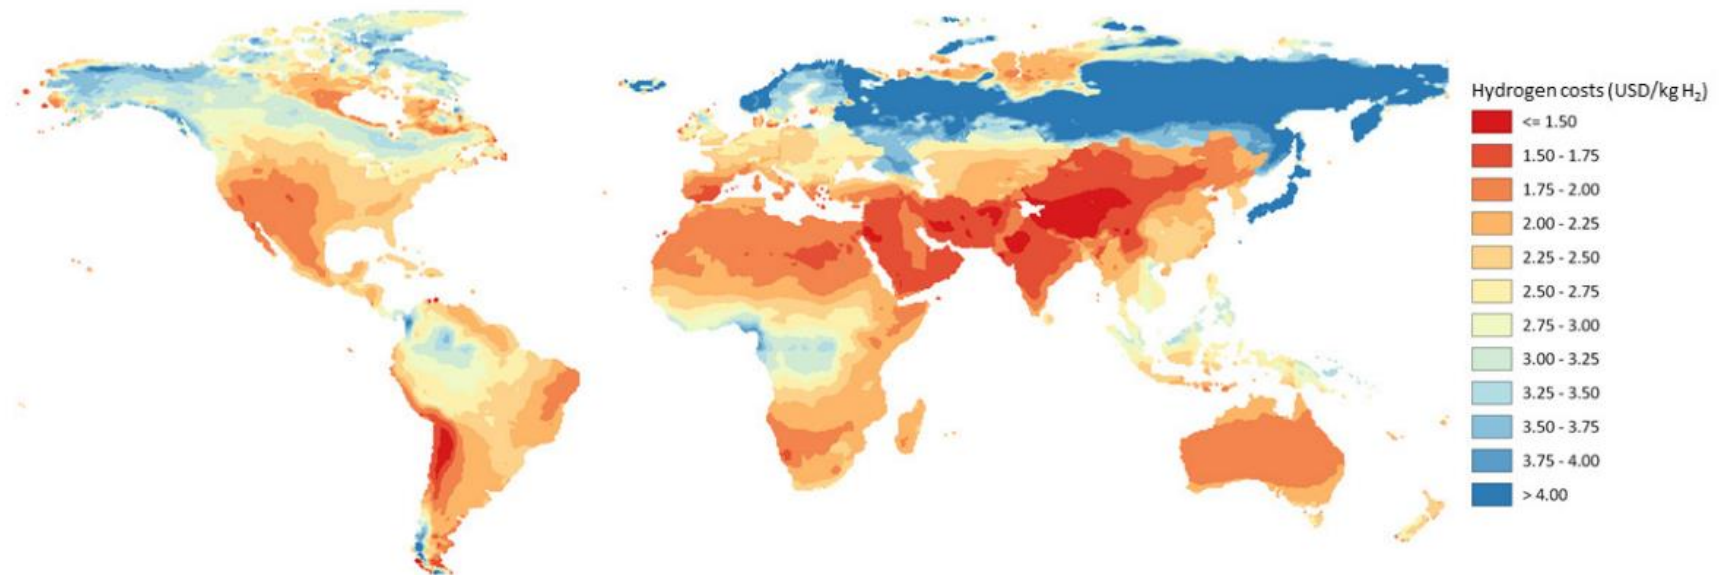 Hydrogen costs (USD/kg H₂)
<= 1.50
1.50 - 1.75
1.75 - 2.00
2.00 - 2.25
2.25 - 2.50
2.50 - 2.75
2.75 - 3.00
3.00 - 3.25
3.25 - 3.50
3.50 - 3.75
3.75 - 4.00
> 4.00